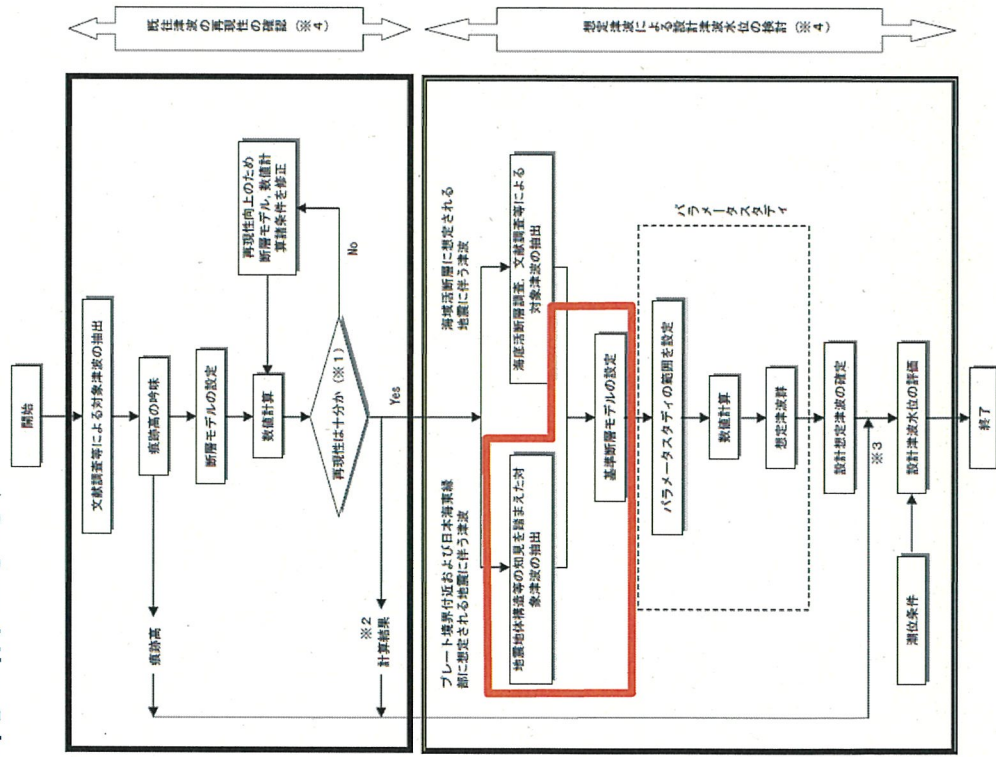 既往津波の再現性の確認（※4）
開始
文献調査等による対象津波の抽出
痕跡高の吟味
断層モデルの設定
数値計算
再現性向上のため
断層モデル，数値計
算諸条件を修正
再現性は十分か（※1）
No
Yes
痕跡高
※2
計算結果
想定津波による設計津波水位の検討（※4）
プレート境界付近および日本海東縁
部に想定される地震に伴う津波
海域活断層に想定される
地震に伴う津波
地震地体構造等の知見を踏まえた対
象津波の抽出
海底活断層調査，文献調査等による
対象津波の抽出
基準断層モデルの設定
パラメータスタディ
パラメータスタディの範囲を設定
数値計算
想定津波群
設計想定津波の確定
※3
潮位条件
設計津波水位の評価
終了